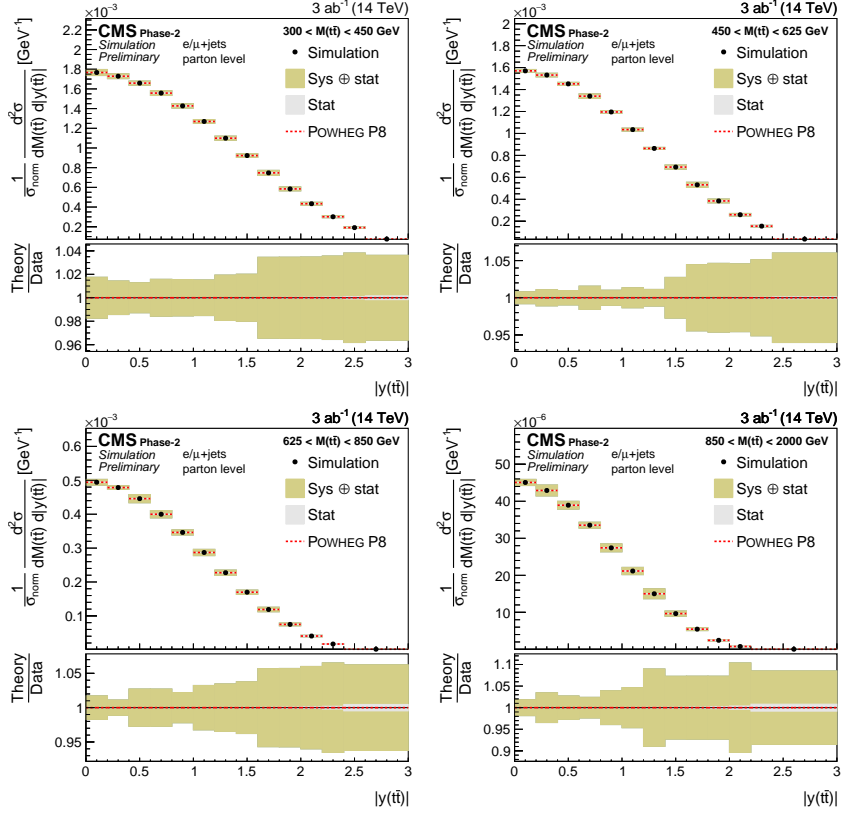 3 ab⁻¹ (14 TeV)
×10⁻³
CMS Phase-2
Simulation
Preliminary
e/μ+jets
parton level
300 < M(tt̄) < 450 GeV
Simulation
Sys ⊕ stat
Stat
POWHEG P8
1/σnorm d²σ/dM(tt̄) d|y(tt̄)| [GeV⁻¹]
2
1.8
1.6
1.4
1.2
1
0.8
0.6
0.4
0.2
Theory
Data
1.04
1.02
1
0.98
0.96
0 0.5 1 1.5 2 2.5 3
|y(tt̄)|
3 ab⁻¹ (14 TeV)
×10⁻³
CMS Phase-2
Simulation
Preliminary
e/μ+jets
parton level
450 < M(tt̄) < 625 GeV
Simulation
Sys ⊕ stat
Stat
POWHEG P8
1/σnorm d²σ/dM(tt̄) d|y(tt̄)| [GeV⁻¹]
2
1.8
1.6
1.4
1.2
1
0.8
0.6
0.4
0.2
Theory
Data
1.05
1
0.95
0 0.5 1 1.5 2 2.5 3
|y(tt̄)|
3 ab⁻¹ (14 TeV)
×10⁻³
CMS Phase-2
Simulation
Preliminary
e/μ+jets
parton level
625 < M(tt̄) < 850 GeV
Simulation
Sys ⊕ stat
Stat
POWHEG P8
1/σnorm d²σ/dM(tt̄) d|y(tt̄)| [GeV⁻¹]
0.6
0.5
0.4
0.3
0.2
0.1
Theory
Data
1.05
1
0.95
0 0.5 1 1.5 2 2.5 3
|y(tt̄)|
3 ab⁻¹ (14 TeV)
×10⁻⁶
CMS Phase-2
Simulation
Preliminary
e/μ+jets
parton level
850 < M(tt̄) < 2000 GeV
Simulation
Sys ⊕ stat
Stat
POWHEG P8
1/σnorm d²σ/dM(tt̄) d|y(tt̄)| [GeV⁻¹]
50
40
30
20
10
Theory
Data
1.1
1.05
1
0.95
0.9
0 0.5 1 1.5 2 2.5 3
|y(tt̄)|